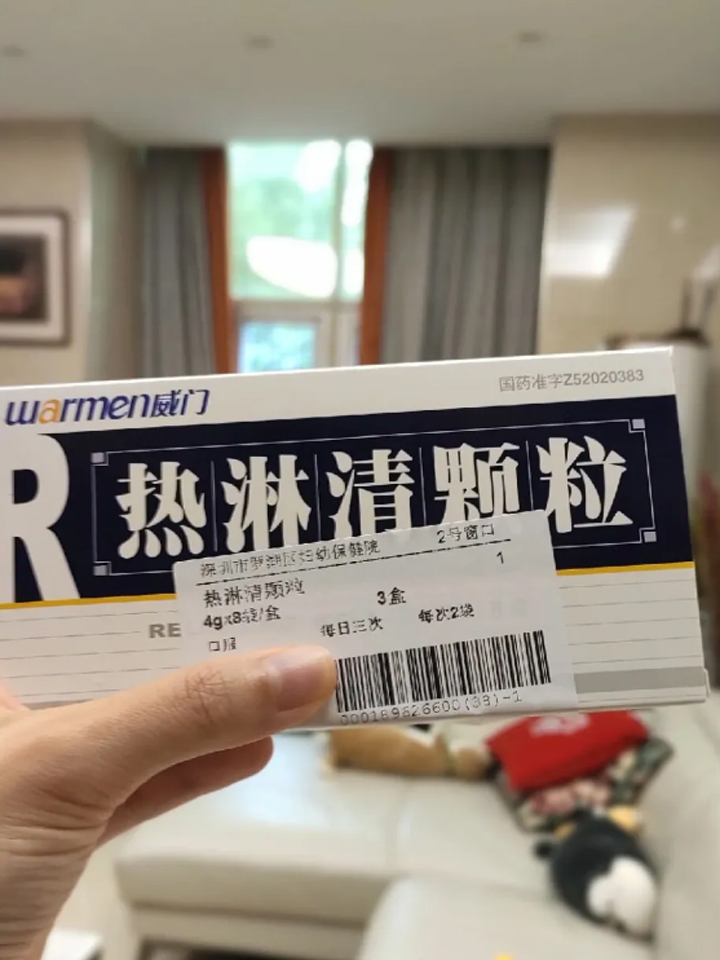 warmen威门
国药准字Z52020383
R
热淋清颗粒
RE
深圳市罗湖区妇幼保健院 2号窗口
热淋清颗粒 1
4gx8袋/盒 3盒
口服 每日三次 每次2袋
000189826600(38)-1